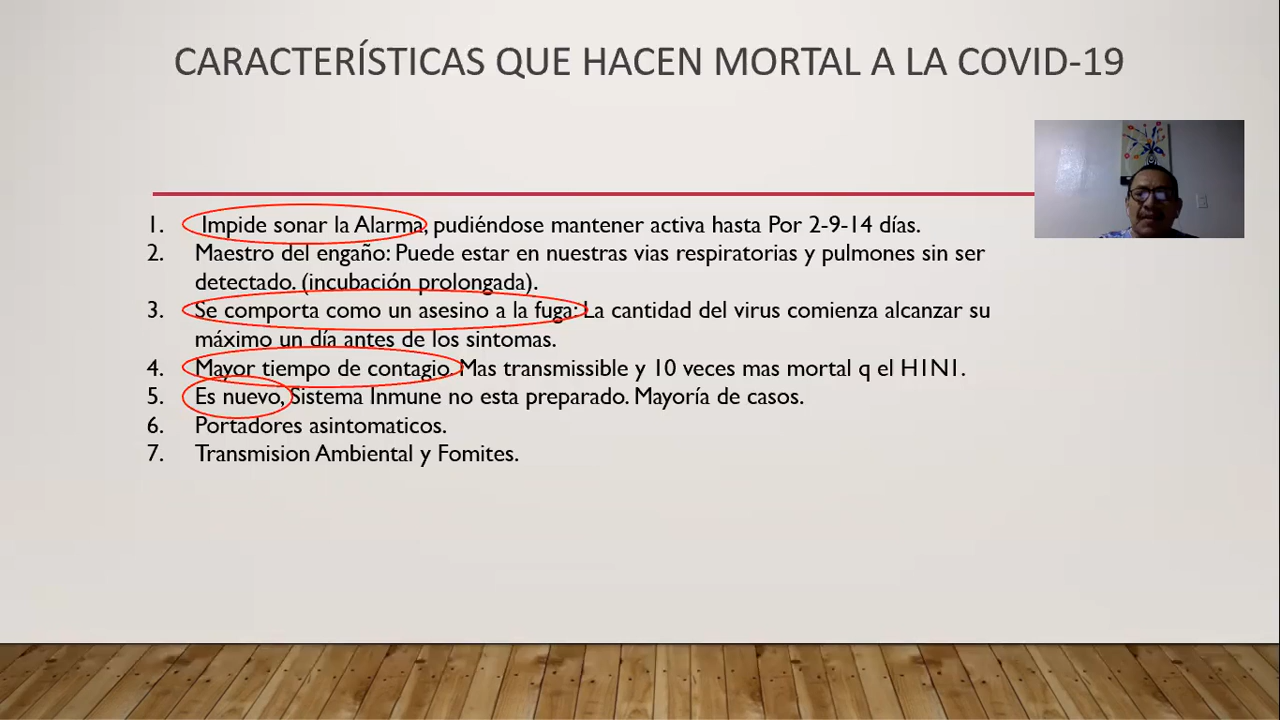 CARACTERÍSTICAS QUE HACEN MORTAL A LA COVID-19
1. Impide sonar la Alarma, pudiéndose mantener activa hasta Por 2-9-14 días.
2. Maestro del engaño: Puede estar en nuestras vias respiratorias y pulmones sin ser
detectado. (incubación prolongada).
3. Se comporta como un asesino a la fuga: La cantidad del virus comienza alcanzar su
máximo un día antes de los sintomas.
4. Mayor tiempo de contagio. Mas transmissible y 10 veces mas mortal q el H1N1.
5. Es nuevo, Sistema Inmune no esta preparado. Mayoría de casos.
6. Portadores asintomaticos.
7. Transmision Ambiental y Fomites.